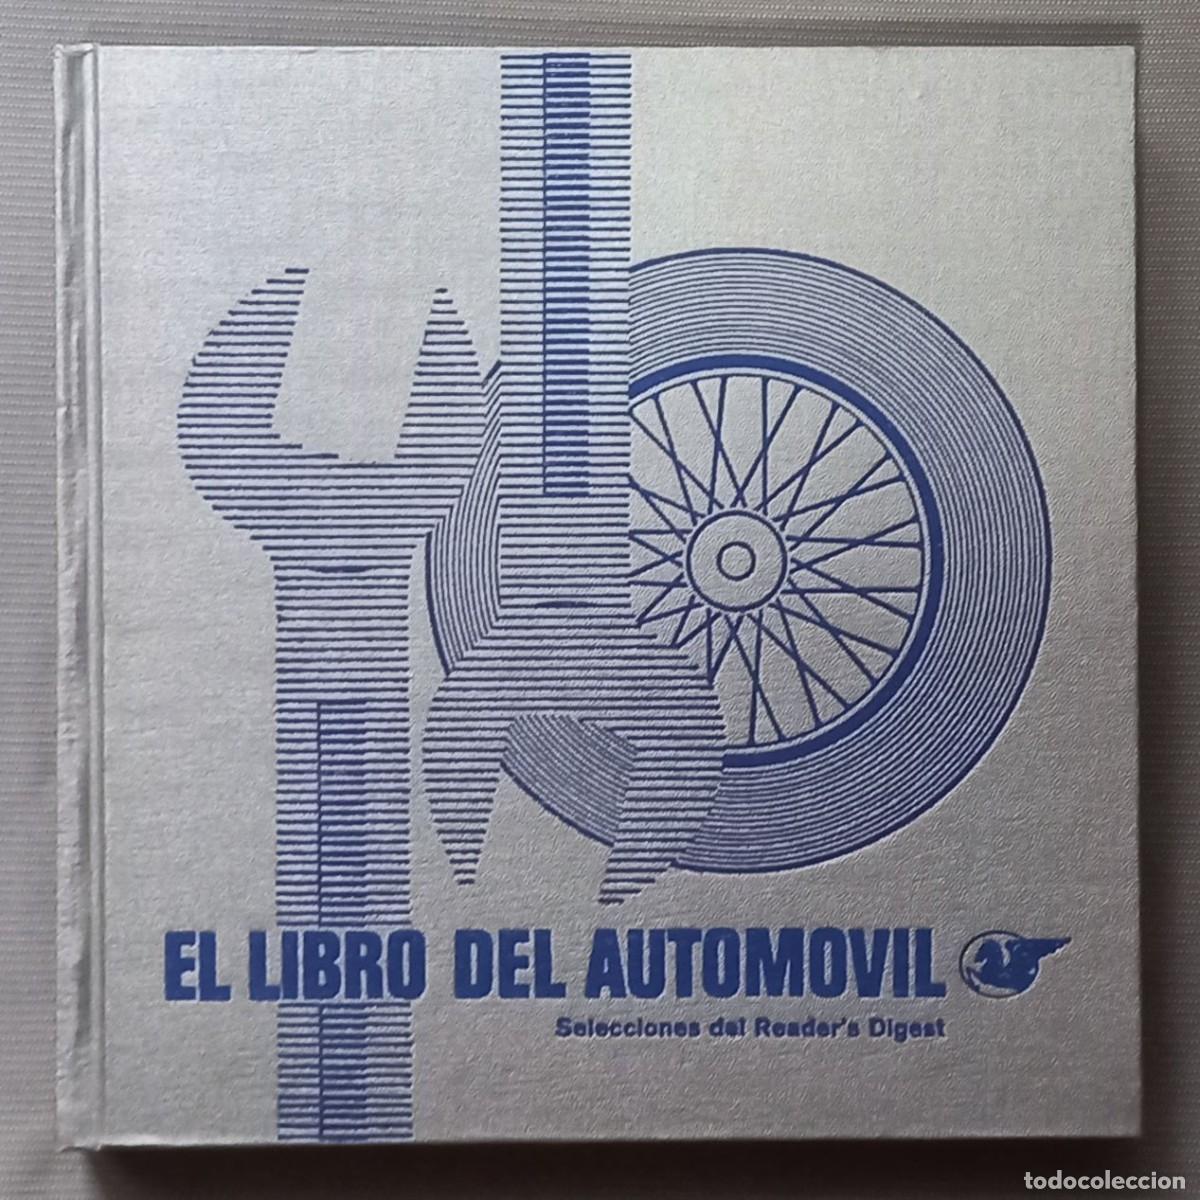 EL LIBRO DEL AUTOMOVIL
Selecciones del Reader's Digest
todocoleccion